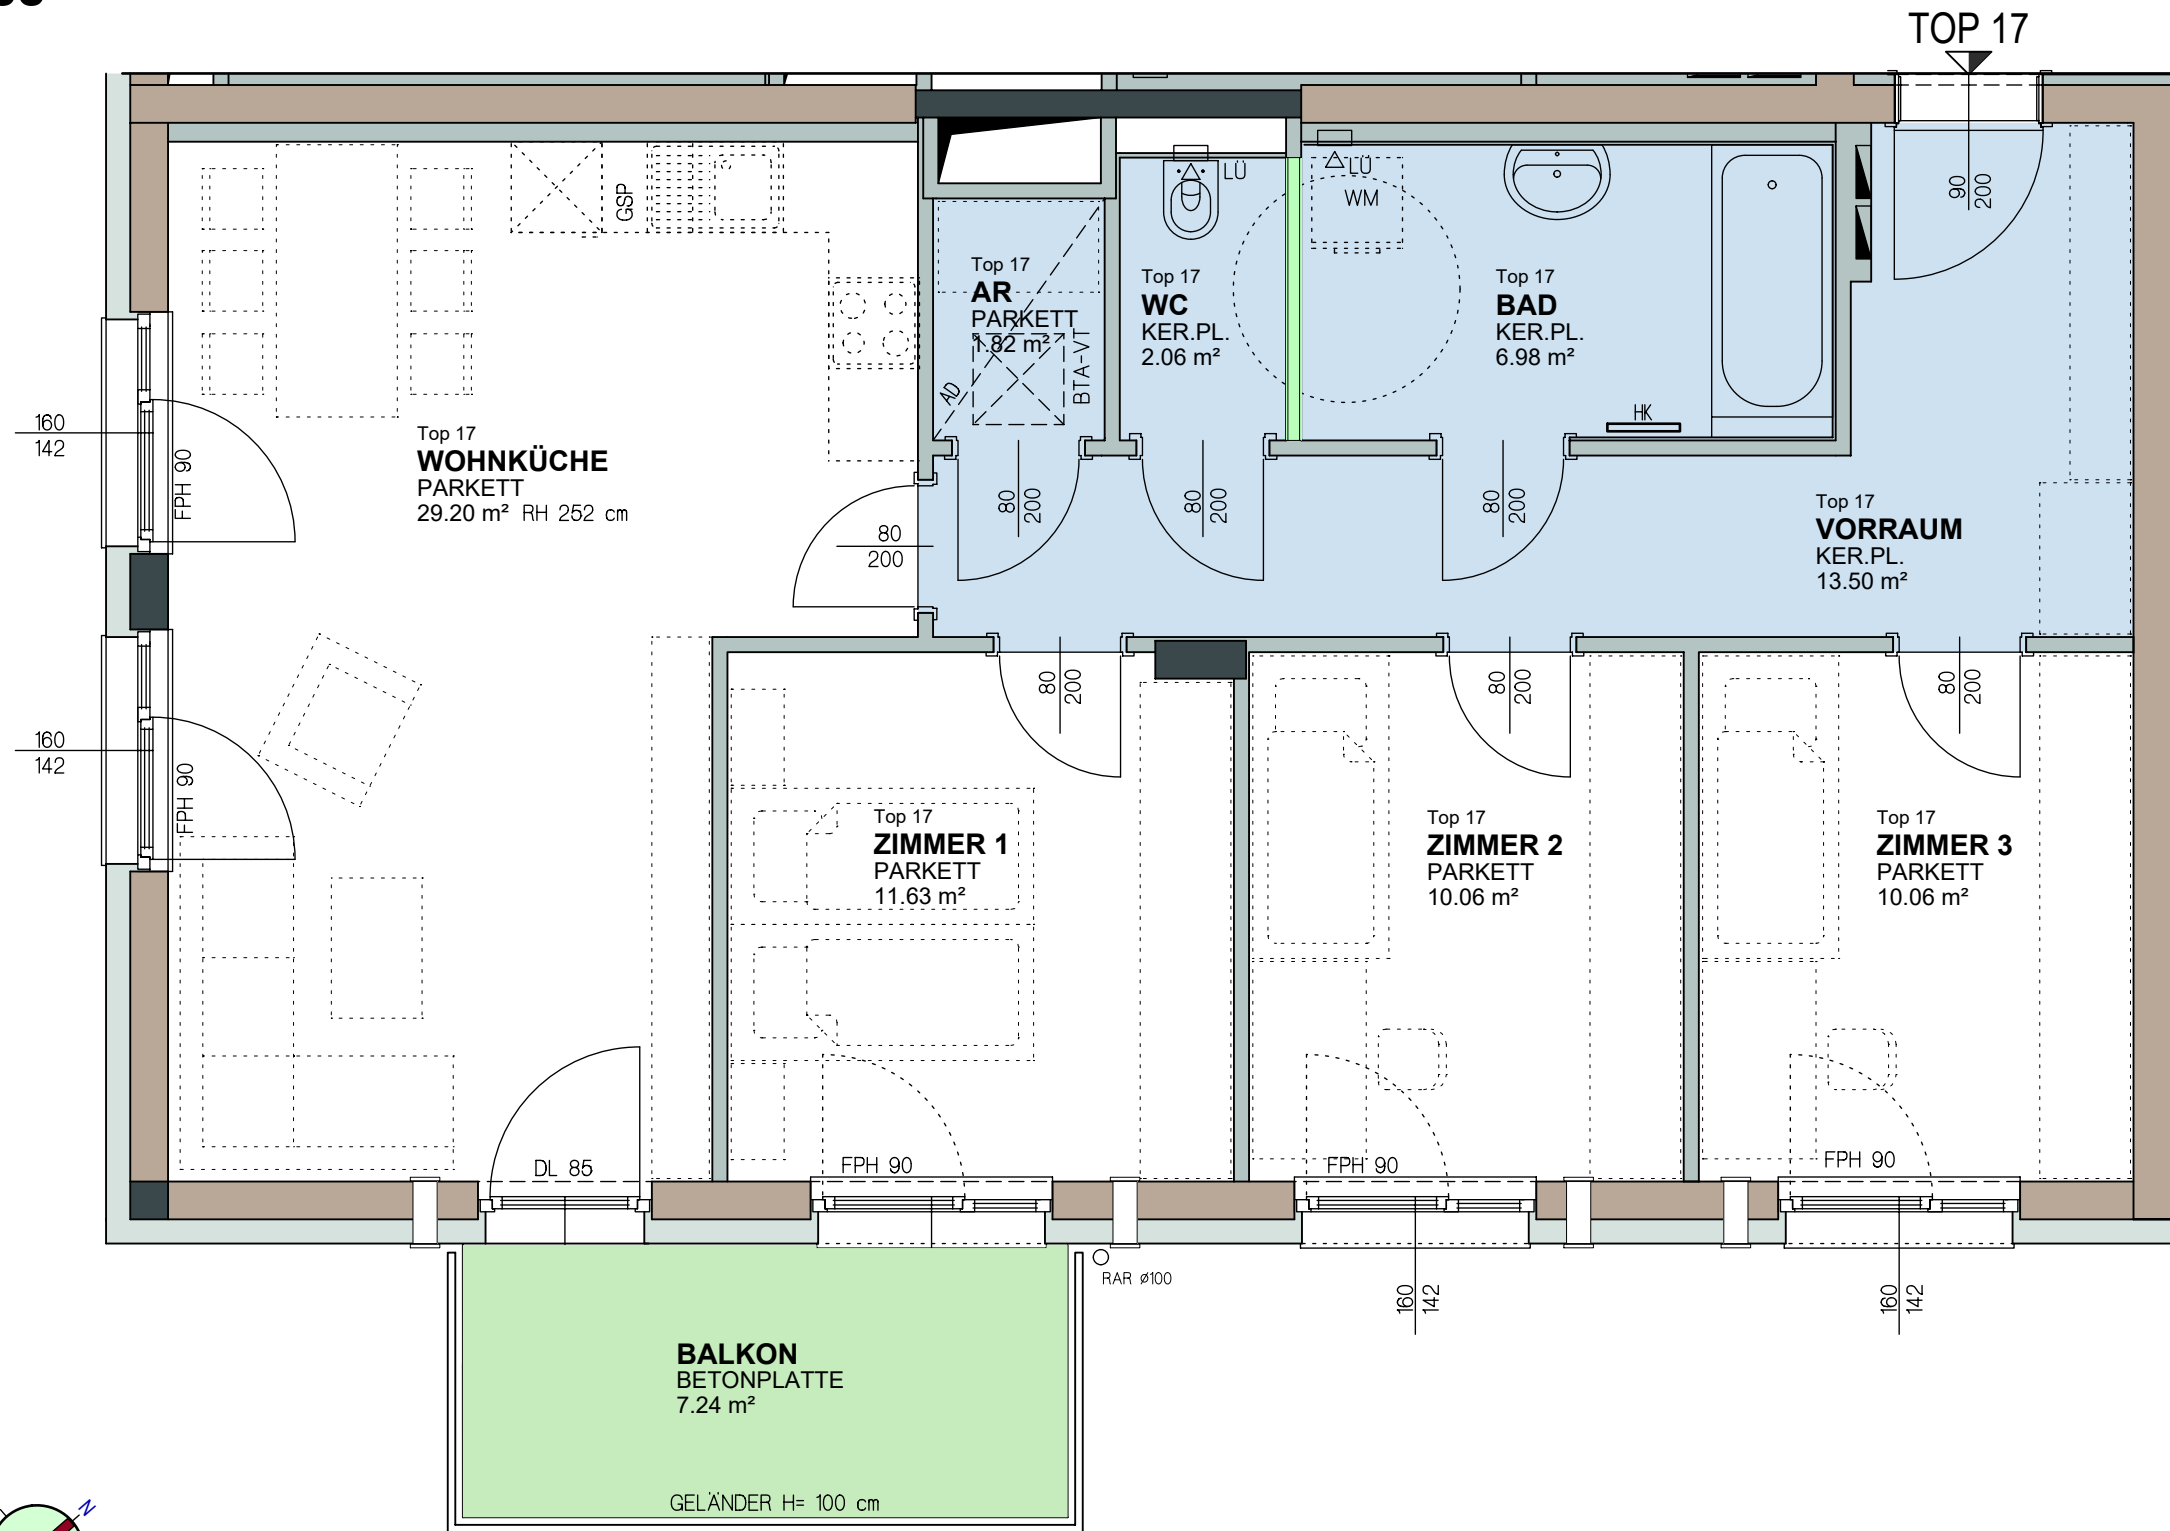 TOP 17
90
200
GSP
LÜ
LÜ
WM
Top 17
AR
PARKETT
1.82 m²
AD
BTA-VT
Top 17
WC
KER.PL.
2.06 m²
Top 17
BAD
KER.PL.
6.98 m²
HK
160
142
FPH 90
Top 17
WOHNKÜCHE
PARKETT
29.20 m² RH 252 cm
80
200
80
200
80
200
80
200
Top 17
VORRAUM
KER.PL.
13.50 m²
160
142
FPH 90
80
200
80
200
80
200
Top 17
ZIMMER 1
PARKETT
11.63 m²
Top 17
ZIMMER 2
PARKETT
10.06 m²
Top 17
ZIMMER 3
PARKETT
10.06 m²
DL 85
FPH 90
FPH 90
FPH 90
RAR ø100
160
142
160
142
BALKON
BETONPLATTE
7.24 m²
GELÄNDER H= 100 cm
N